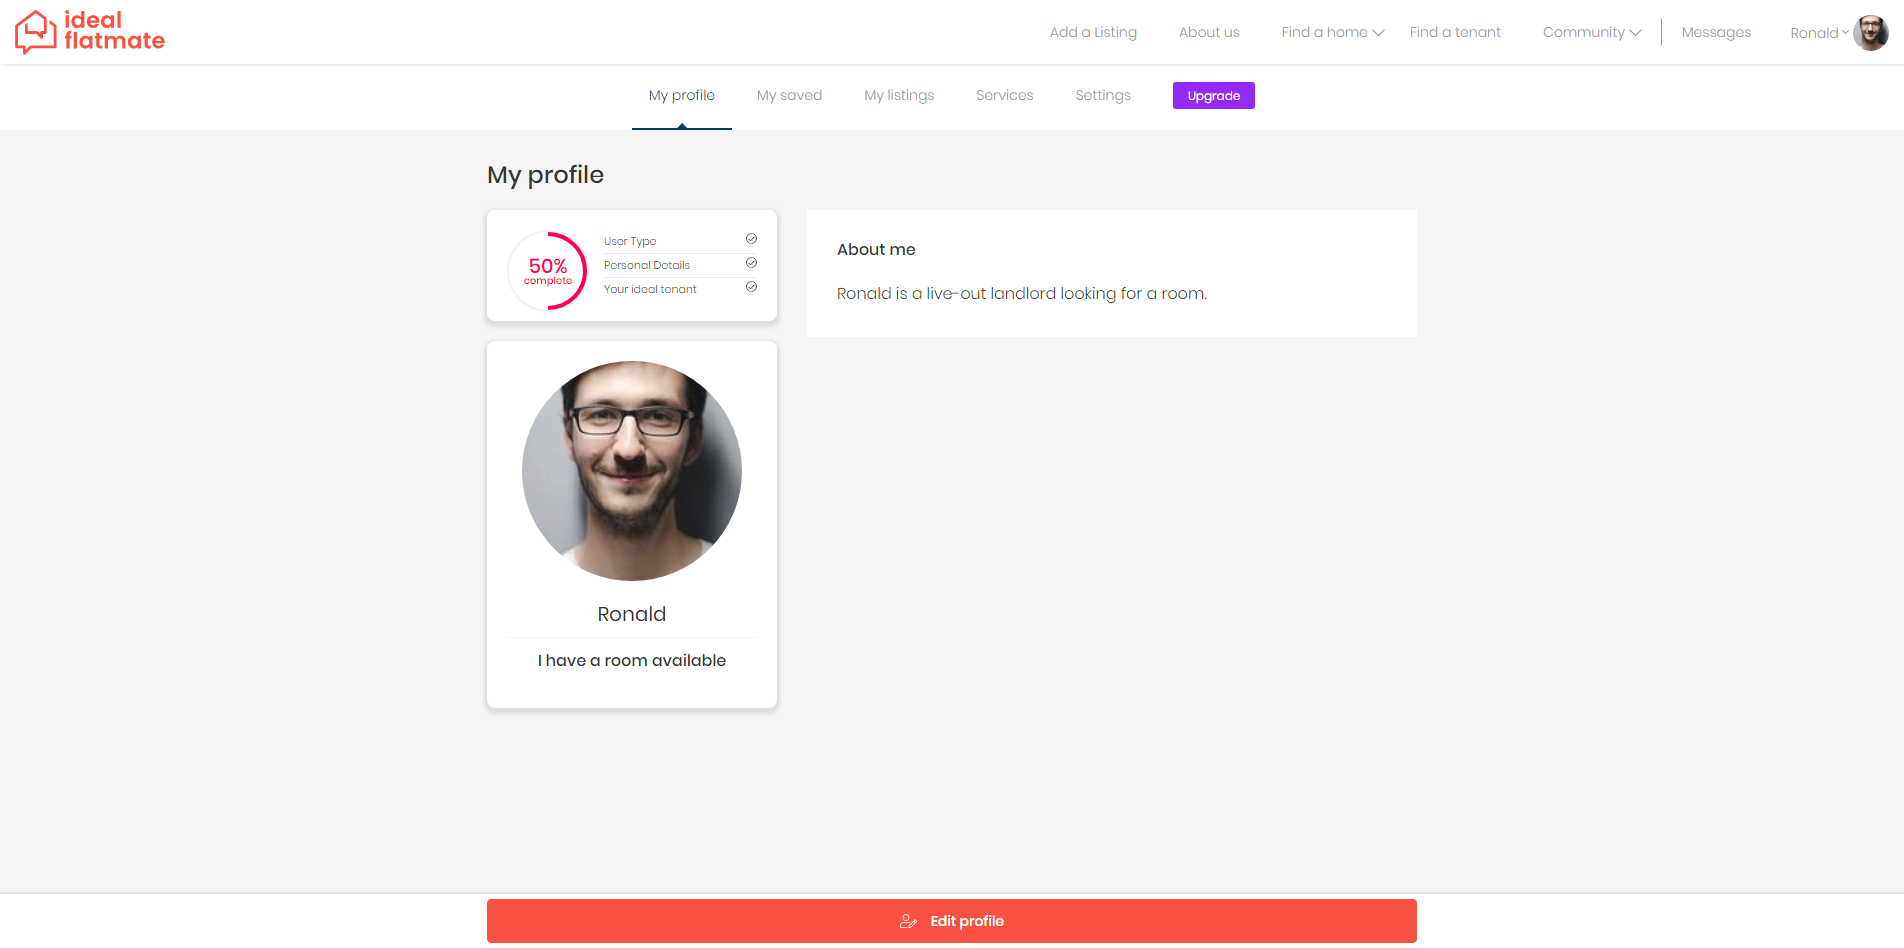 ideal
flatmate
Add a Listing About us Find a home Find a tenant Community Messages Ronald
My profile My saved My listings Services Settings Upgrade
My profile
50%
complete
User Type
Personal Details
Your ideal tenant
About me
Ronald is a live-out landlord looking for a room.
Ronald
I have a room available
Edit profile